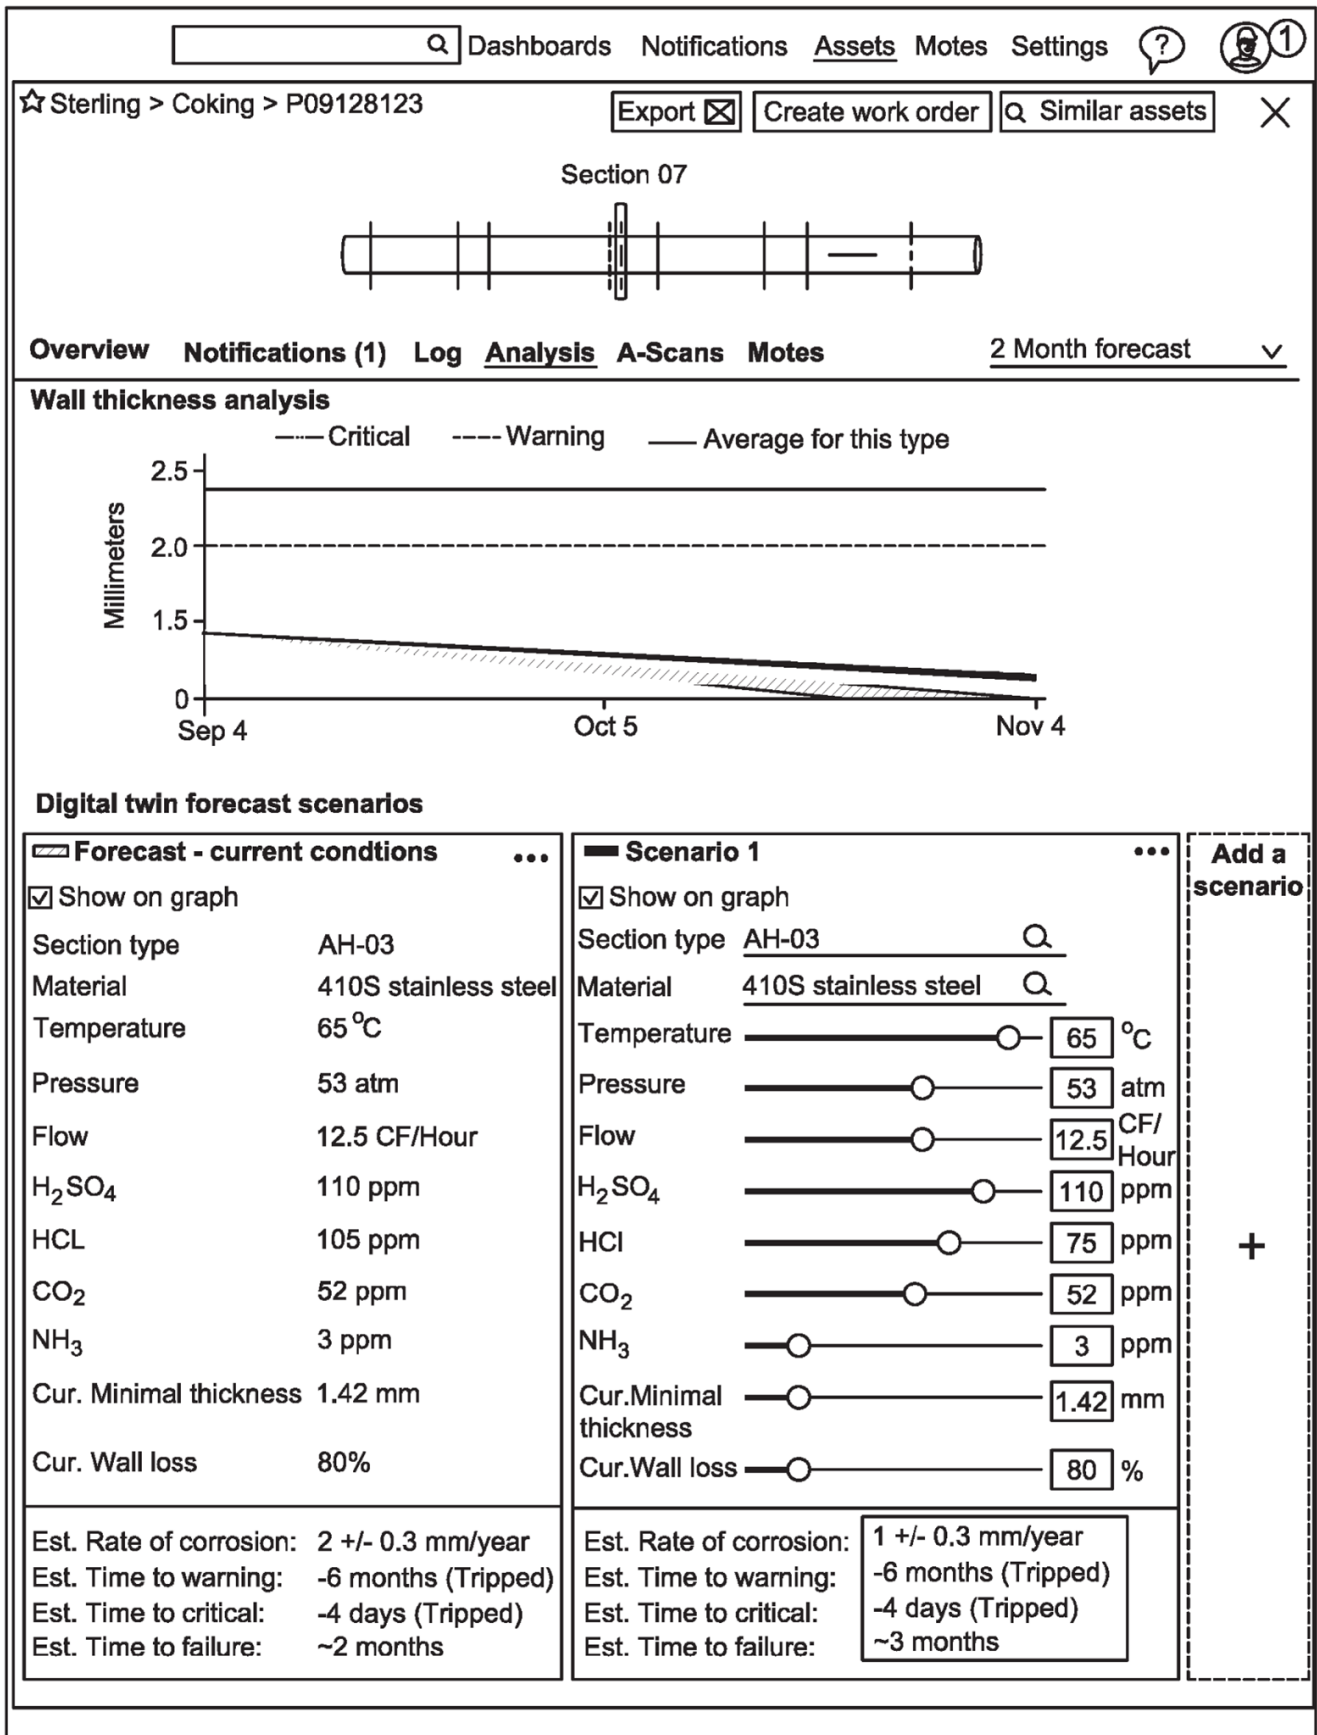 Dashboards Notifications Assets Motes Settings ? 1
Sterling > Coking > P09128123 Export Create work order Similar assets
Section 07
Overview Notifications (1) Log Analysis A-Scans Motes 2 Month forecast
Wall thickness analysis
Critical Warning Average for this type
Millimeters
2.5
2.0
1.5
0
Sep 4 Oct 5 Nov 4
Digital twin forecast scenarios
Forecast - current condtions ...
Show on graph
Section type AH-03
Material 410S stainless steel
Temperature 65 °C
Pressure 53 atm
Flow 12.5 CF/Hour
H₂SO₄ 110 ppm
HCL 105 ppm
CO₂ 52 ppm
NH₃ 3 ppm
Cur. Minimal thickness 1.42 mm
Cur. Wall loss 80%
Est. Rate of corrosion: 2 +/- 0.3 mm/year
Est. Time to warning: -6 months (Tripped)
Est. Time to critical: -4 days (Tripped)
Est. Time to failure: ~2 months
Scenario 1 ...
Show on graph
Section type AH-03
Material 410S stainless steel
Temperature 65 °C
Pressure 53 atm
Flow 12.5 CF/
Hour
H₂SO₄ 110 ppm
HCl 75 ppm
CO₂ 52 ppm
NH₃ 3 ppm
Cur.Minimal 1.42 mm
thickness
Cur.Wall loss 80 %
Est. Rate of corrosion: 1 +/- 0.3 mm/year
Est. Time to warning: -6 months (Tripped)
Est. Time to critical: -4 days (Tripped)
Est. Time to failure: ~3 months
Add a
scenario
+